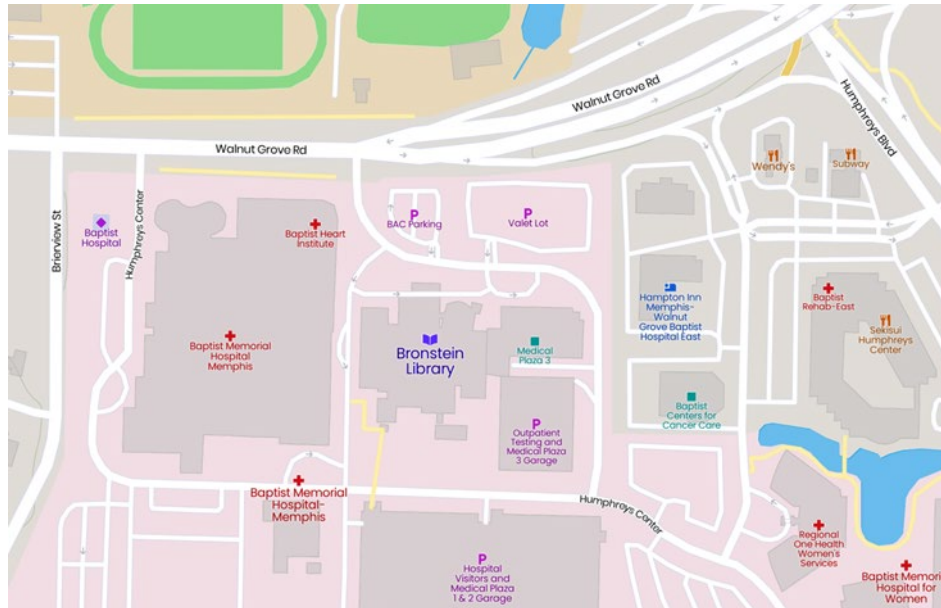 Walnut Grove Rd
Humphreys Blvd
Walnut Grove Rd
Wendy's
Subway
Brierview St
Humphreys Center
Baptist
Hospital
Baptist Heart
Institute
BAC Parking
Valet Lot
Hampton Inn
Memphis-
Walnut
Grove Baptist
Hospital East
Baptist
Rehab-East
Sekisui
Humphreys
Center
Baptist Memorial
Hospital
Memphis
Bronstein
Library
Medical
Plaza 3
Baptist
Centers for
Cancer Care
P
P
P
Outpatient
Testing and
Medical Plaza
3 Garage
Baptist Memorial
Hospital-
Memphis
Humphreys Center
P
Hospital
Visitors and
Medical Plaza
1 & 2 Garage
Regional
One Health
Women's
Services
Baptist Memori
Hospital for
Women